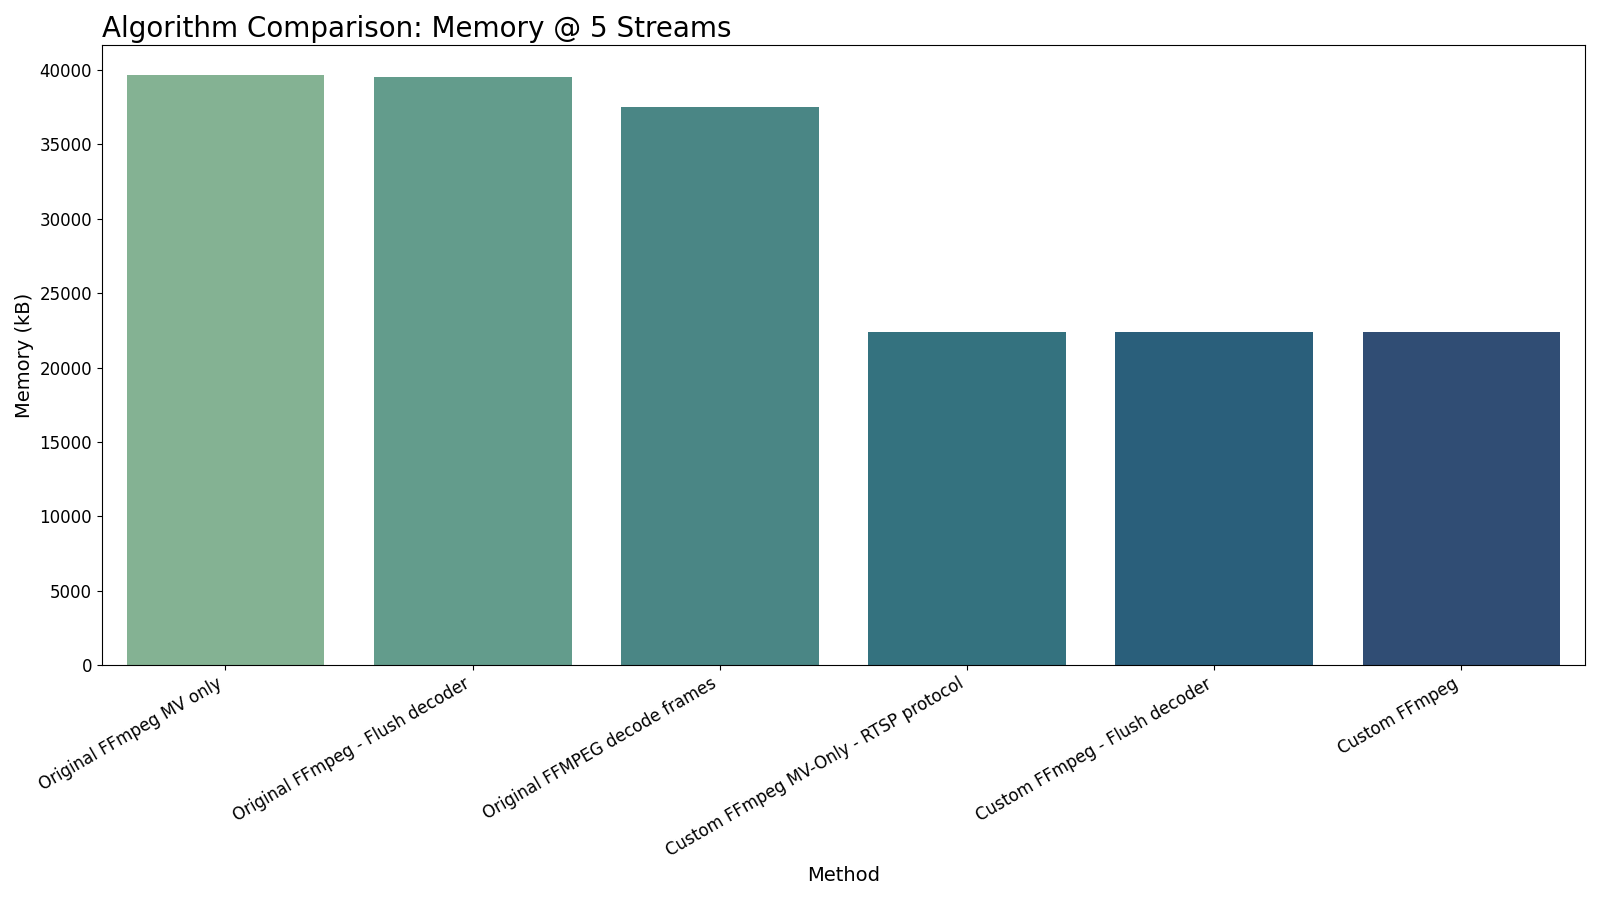 Algorithm Comparison: Memory @ 5 Streams
40000
35000
30000
25000
20000
15000
10000
5000
0
Memory (kB)
Original FFmpeg MV only
Original FFmpeg - Flush decoder
Original FFMPEG decode frames
Custom FFmpeg MV-Only - RTSP protocol
Custom FFmpeg - Flush decoder
Custom FFmpeg
Method